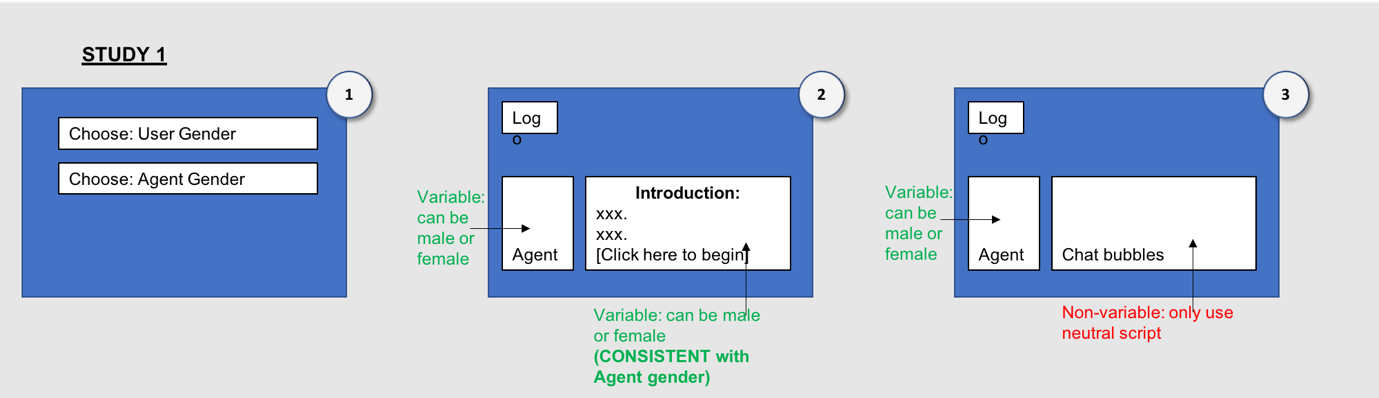 STUDY 1
1
Choose: User Gender
Choose: Agent Gender
2
Log
o
Variable:
can be
male or
female
Agent
Introduction:
xxx.
xxx.
[Click here to begin]
Variable: can be male
or female
(CONSISTENT with
Agent gender)
3
Log
o
Variable:
can be
male or
female
Agent
Chat bubbles
Non-variable: only use
neutral script